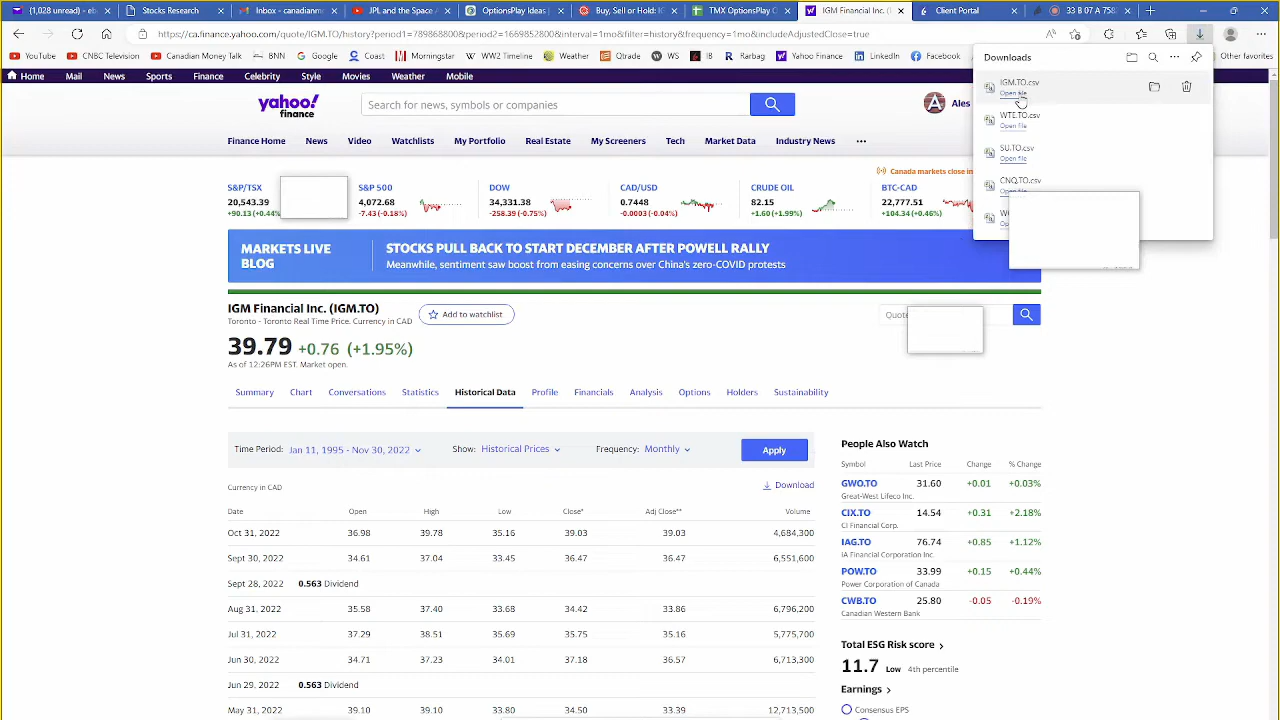 (1,028 unread) - eb
Stocks Research
Inbox - canadianm
JPL and the Space A
OptionsPlay Ideas |
Buy, Sell or Hold: I
TMX OptionsPlay C
IGM Financial Inc. (I
Client Portal
33 B 07 A 758
https://ca.finance.yahoo.com/quote/IGM.TO/history?period1=789868800&period2=1669852800&interval=1mo&filter=history&frequency=1mo&includeAdjustedClose=true
YouTube
CNBC Television
Canadian Money Talk
BNN
Google
Coast
Morningstar
Bitcoin
Timeline
Weather
Qtrade
WS
Rarbag
Yahoo Finance
LinkedIn
Facebook
Other favorites
Home
Mail
News
Sports
Finance
Celebrity
Style
Movies
Weather
Mobile
Downloads
IGM.TO.csv
Open file
WTE.TO.csv
Open file
SU.TO.csv
Open file
CNQ.TO.csv
Open file
yahoo!
finance
Search for news, symbols or companies
Ales
Finance Home
News
Video
Watchlists
My Portfolio
Real Estate
My Screeners
Tech
Market Data
Industry News
Canada markets close in
S&P/TSX
20,543.39
+90.13 (+0.44%
S&P 500
4,072.68
-7.43 (-0.18%)
DOW
34,331.38
-258.39 (-0.75%)
CAD/USD
0.7448
-0.0003 (-0.04%)
CRUDE OIL
82.15
+1.60 (+1.99%)
BTC-CAD
22,777.51
+104.34 (+0.46%)
MARKETS LIVE
BLOG
STOCKS PULL BACK TO START DECEMBER AFTER POWELL RALLY
Meanwhile, sentiment saw boost from easing concerns over China's zero-COVID protests
IGM Financial Inc. (IGM.TO)
Toronto - Toronto Real Time Price. Currency in CAD
Add to watchlist
Quote
39.79 +0.76 (+1.95%)
As of 12:26PM EST. Market open.
Summary
Chart
Conversations
Statistics
Historical Data
Profile
Financials
Analysis
Options
Holders
Sustainability
Time Period: Jan 11, 1995 - Nov 30, 2022
Show: Historical Prices
Frequency: Monthly
Apply
Currency in CAD
Download
Date Open High Low Close* Adj Close** Volume
Oct 31, 2022 36.98 39.78 35.16 39.03 39.03 4,684,300
Sept 30, 2022 34.61 37.04 33.45 36.47 36.47 6,551,600
Sept 28, 2022 0.563 Dividend
Aug 31, 2022 35.58 37.40 33.68 34.42 33.86 6,796,200
Jul 31, 2022 37.29 38.51 35.69 35.75 35.16 5,775,700
Jun 30, 2022 34.71 37.23 34.01 37.18 36.57 6,713,300
Jun 29, 2022 0.563 Dividend
May 31, 2022 39.10 39.10 33.80 34.50 33.39 12,713,500
People Also Watch
Symbol Last Price Change % Change
GWO.TO 31.60 +0.01 +0.03%
Great-West Lifeco Inc.
CIX.TO 14.54 +0.31 +2.18%
CI Financial Corp.
IAG.TO 76.74 +0.85 +1.12%
IA Financial Corporation Inc.
POW.TO 33.99 +0.15 +0.44%
Power Corporation of Canada
CWB.TO 25.80 -0.05 -0.19%
Canadian Western Bank
Total ESG Risk score
11.7 Low 4th percentile
Earnings
Consensus EPS